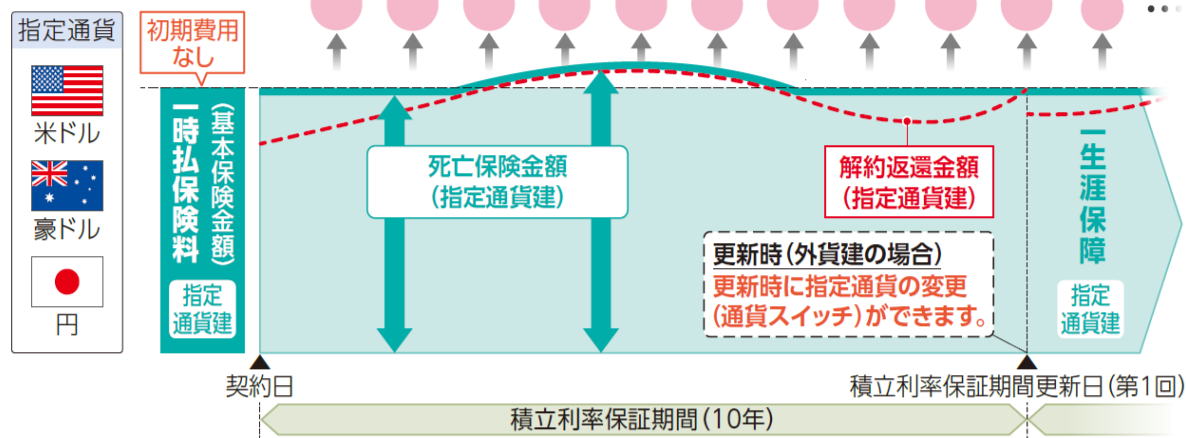 指定通貨
米ドル
豪ドル
円
初期費用
なし
一時払保険料
(基本保険金額)
指定
通貨建
死亡保険金額
(指定通貨建)
解約返還金額
(指定通貨建)
更新時(外貨建の場合)
更新時に指定通貨の変更
(通貨スイッチ)ができます。
一生涯保障
指定
通貨建
契約日
積立利率保証期間更新日(第1回)
積立利率保証期間(10年)